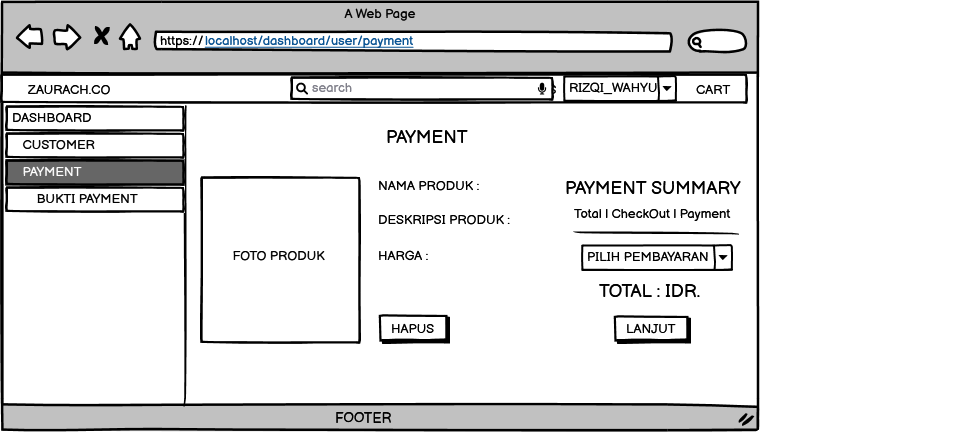 A Web Page
https://localhost/dashboard/user/payment
ZAURACH.CO
search
RIZQI_WAHYU
CART
DASHBOARD
CUSTOMER
PAYMENT
BUKTI PAYMENT
PAYMENT
FOTO PRODUK
NAMA PRODUK :
DESKRIPSI PRODUK :
HARGA :
HAPUS
PAYMENT SUMMARY
Total | CheckOut | Payment
PILIH PEMBAYARAN
TOTAL : IDR.
LANJUT
FOOTER